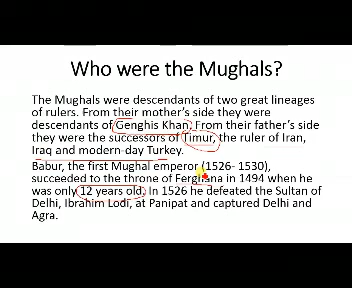 Who were the Mughals?
The Mughals were descendants of two great lineages
of rulers. From their mother's side they were
descendants of Genghis Khan. From their father's side
they were the successors of Timur, the ruler of Iran,
Iraq and modern-day Turkey.
Babur, the first Mughal emperor (1526- 1530),
succeeded to the throne of Ferghana in 1494 when he
was only 12 years old. In 1526 he defeated the Sultan of
Delhi, Ibrahim Lodi, at Panipat and captured Delhi and
Agra.